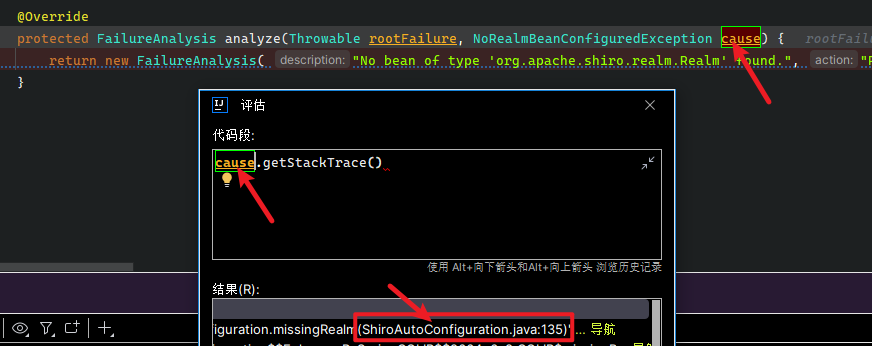 @Override
protected FailureAnalysis analyze(Throwable rootFailure, NoRealmBeanConfiguredException cause) { rootFail
return new FailureAnalysis( description: "No bean of type 'org.apache.shiro.realm.Realm' found.", action: "P
}
评估
代码段:
cause.getStackTrace()
使用 Alt+向下箭头和Alt+向上箭头 浏览历史记录
结果(R):
figuration.missingRealm(ShiroAutoConfiguration.java:135)"... 导航